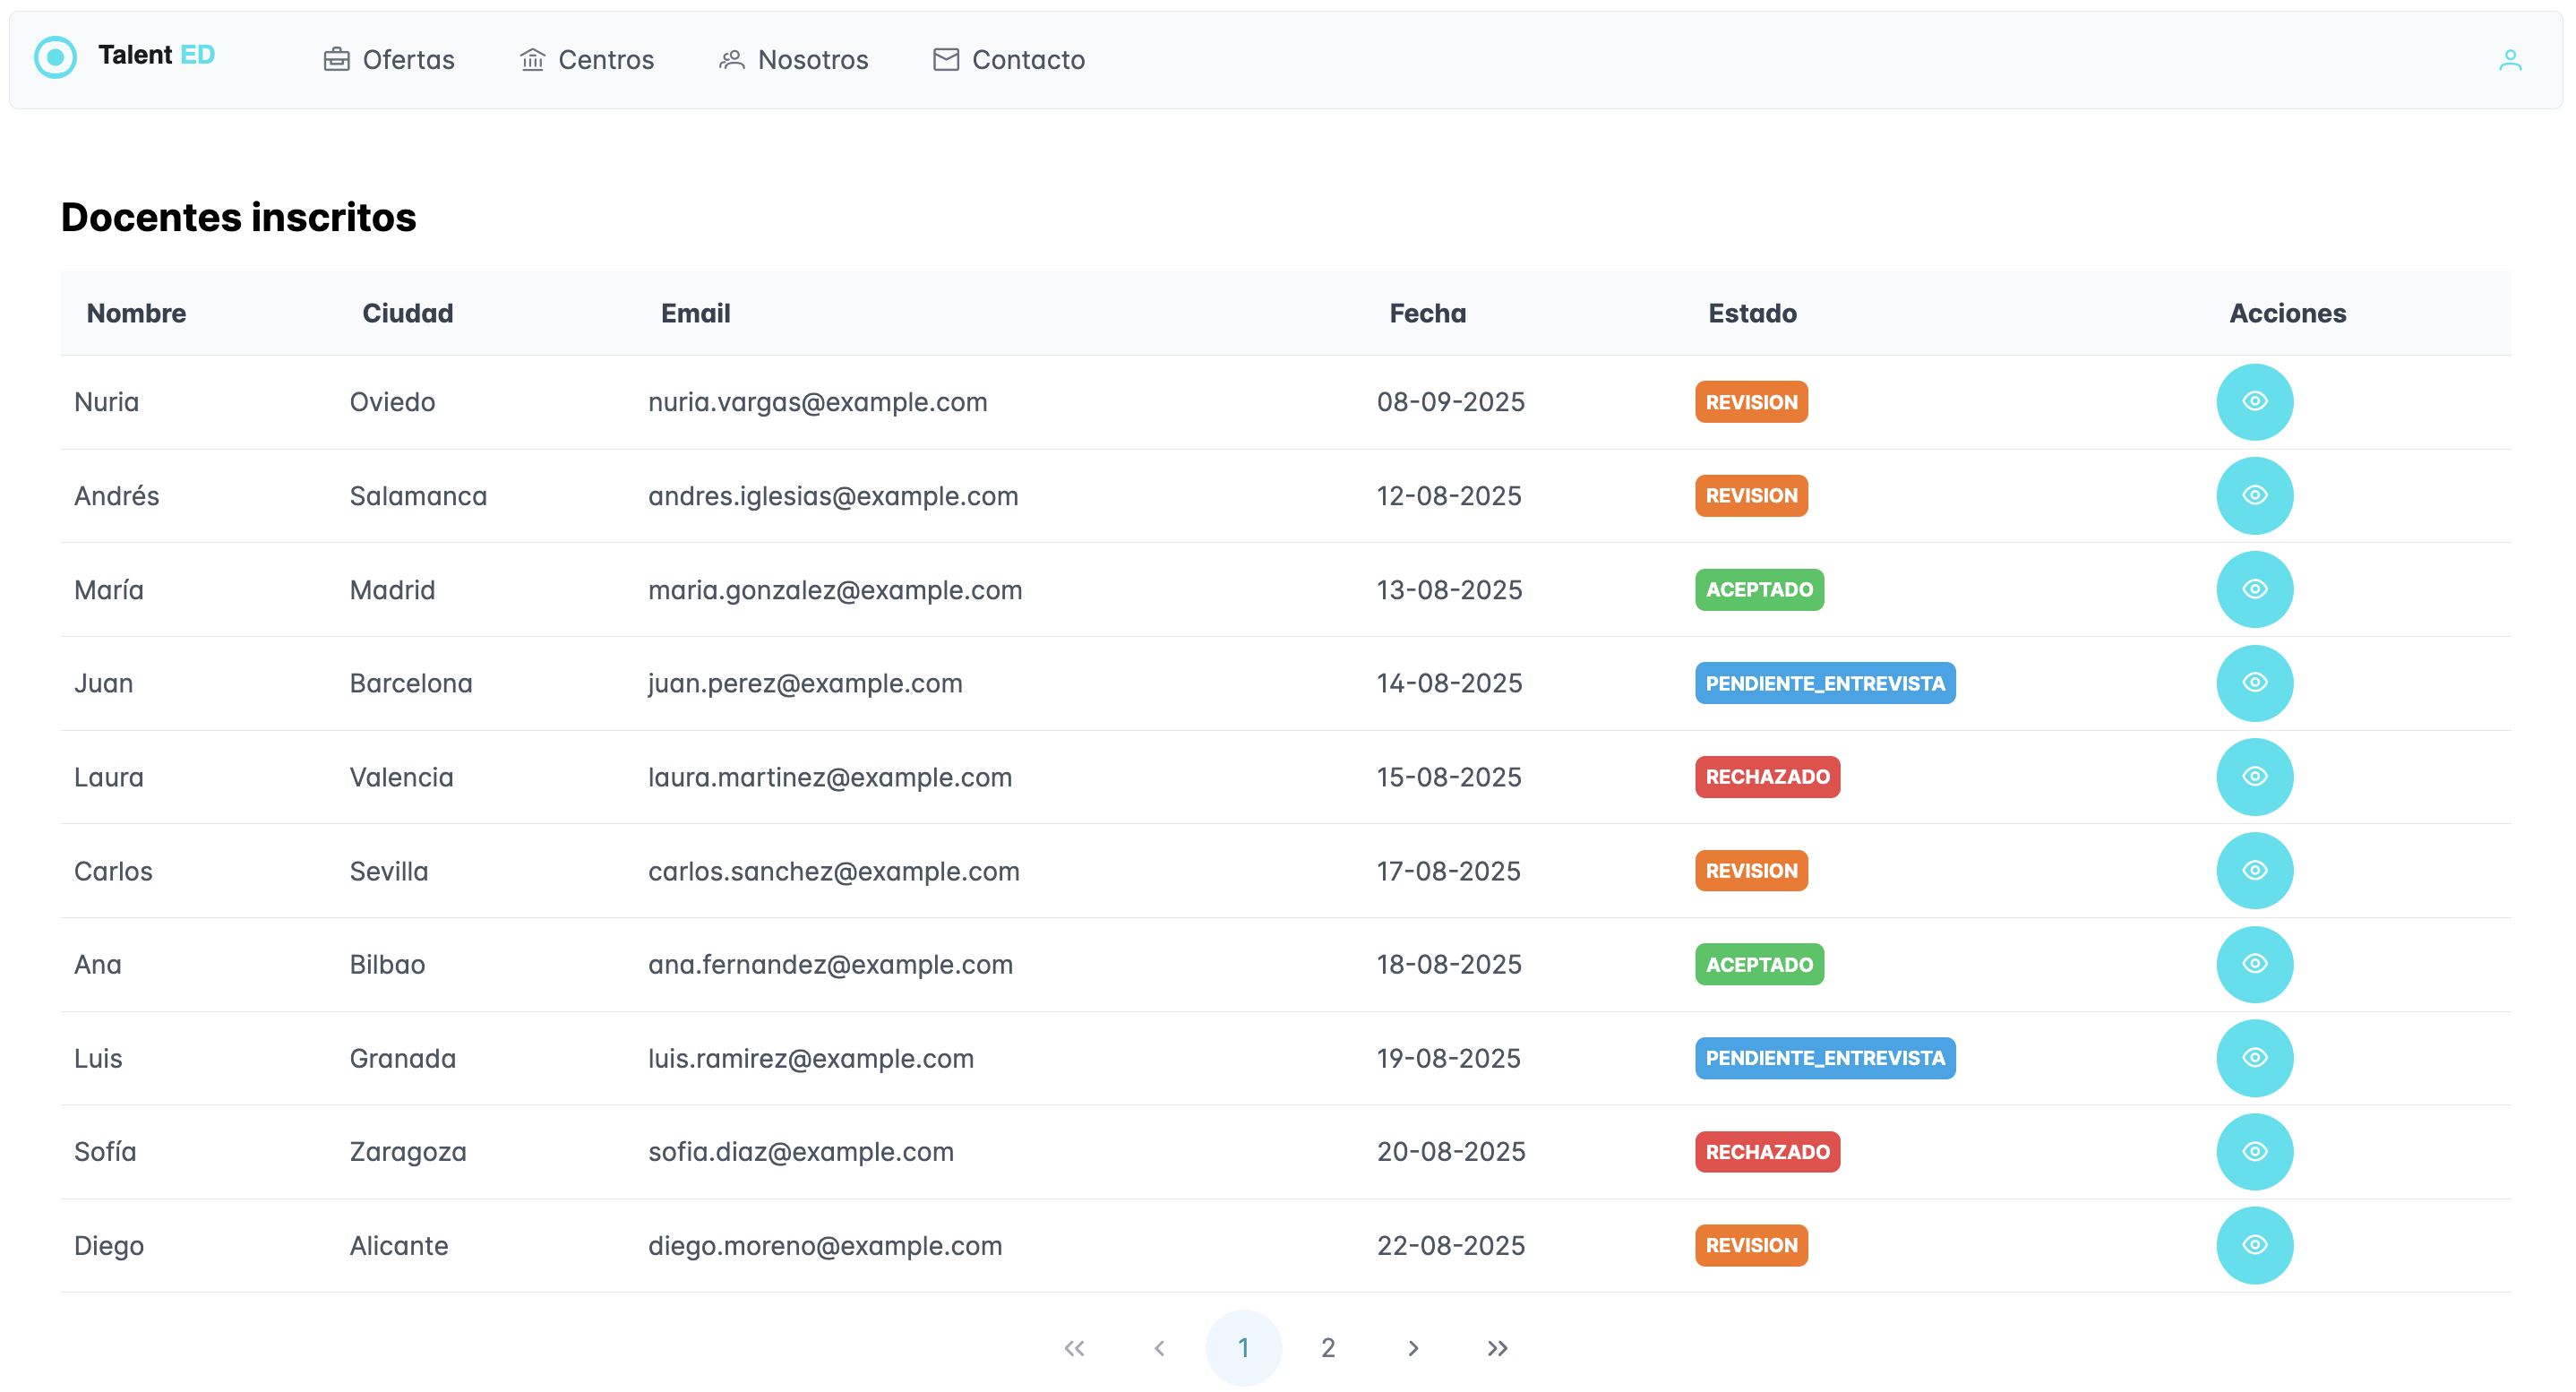 Talent ED Ofertas Centros Nosotros Contacto
Docentes inscritos
Nombre Ciudad Email Fecha Estado Acciones
Nuria Oviedo nuria.vargas@example.com 08-09-2025 REVISION
Andrés Salamanca andres.iglesias@example.com 12-08-2025 REVISION
María Madrid maria.gonzalez@example.com 13-08-2025 ACEPTADO
Juan Barcelona juan.perez@example.com 14-08-2025 PENDIENTE_ENTREVISTA
Laura Valencia laura.martinez@example.com 15-08-2025 RECHAZADO
Carlos Sevilla carlos.sanchez@example.com 17-08-2025 REVISION
Ana Bilbao ana.fernandez@example.com 18-08-2025 ACEPTADO
Luis Granada luis.ramirez@example.com 19-08-2025 PENDIENTE_ENTREVISTA
Sofía Zaragoza sofia.diaz@example.com 20-08-2025 RECHAZADO
Diego Alicante diego.moreno@example.com 22-08-2025 REVISION
1 2